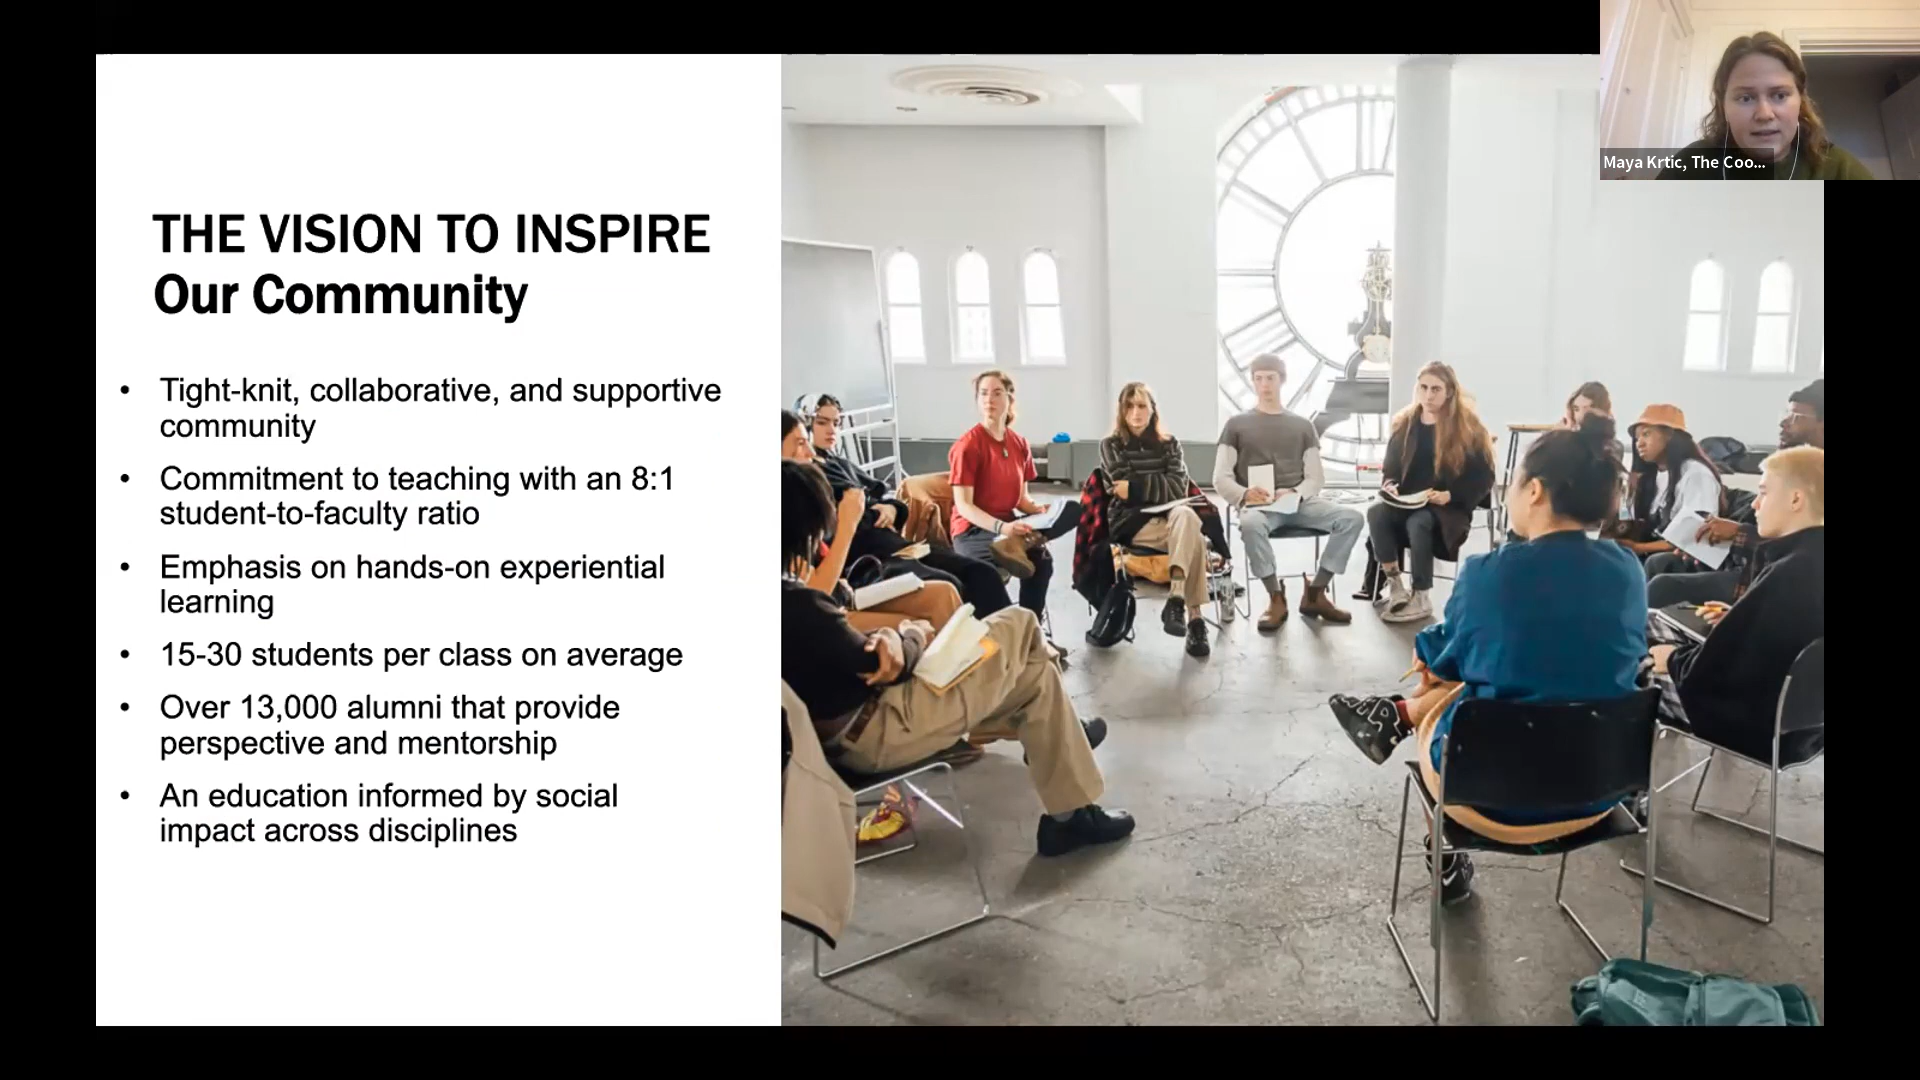 Maya Krtic, The Coo...
THE VISION TO INSPIRE
Our Community
• Tight-knit, collaborative, and supportive
community
• Commitment to teaching with an 8:1
student-to-faculty ratio
• Emphasis on hands-on experiential
learning
• 15-30 students per class on average
• Over 13,000 alumni that provide
perspective and mentorship
• An education informed by social
impact across disciplines